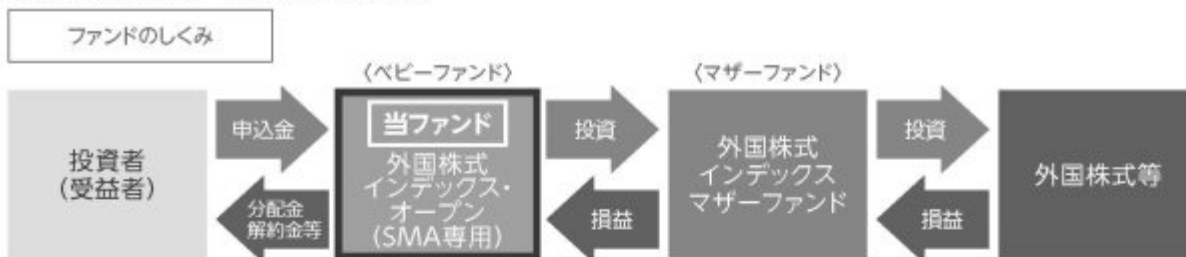 ファンドのしくみ
〈ベビーファンド〉
〈マザーファンド〉
投資者
(受益者)
申込金
分配金
解約金等
当ファンド
外国株式
インデックス・
オープン
(SMA専用)
投資
損益
外国株式
インデックス
マザーファンド
投資
損益
外国株式等